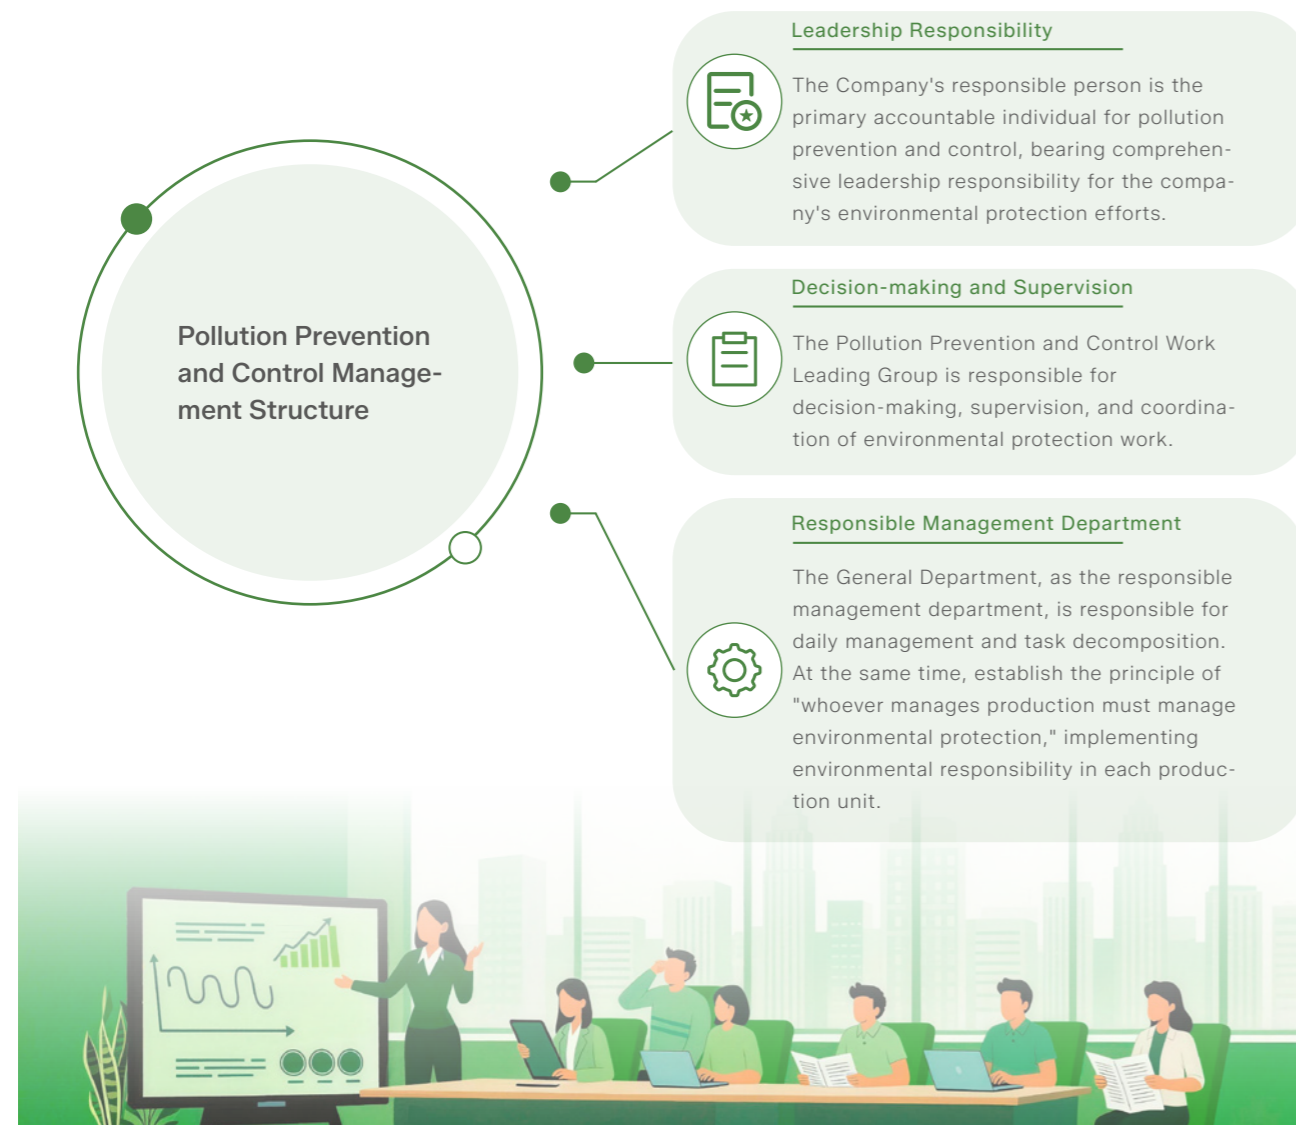 Pollution Prevention
and Control Manage-
ment Structure
Leadership Responsibility
The Company's responsible person is the
primary accountable individual for pollution
prevention and control, bearing comprehen-
sive leadership responsibility for the compa-
ny's environmental protection efforts.
Decision-making and Supervision
The Pollution Prevention and Control Work
Leading Group is responsible for
decision-making, supervision, and coordina-
tion of environmental protection work.
Responsible Management Department
The General Department, as the responsible
management department, is responsible for
daily management and task decomposition.
At the same time, establish the principle of
"whoever manages production must manage
environmental protection," implementing
environmental responsibility in each produc-
tion unit.